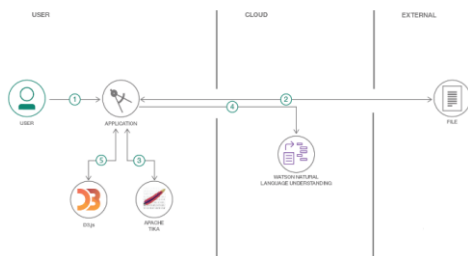 USER
CLOUD
EXTERNAL
1
2
4
USER
APPLICATION
FILE
5
3
WATSON NATURAL
LANGUAGE UNDERSTANDING
D3.js
APACHE
TIKA